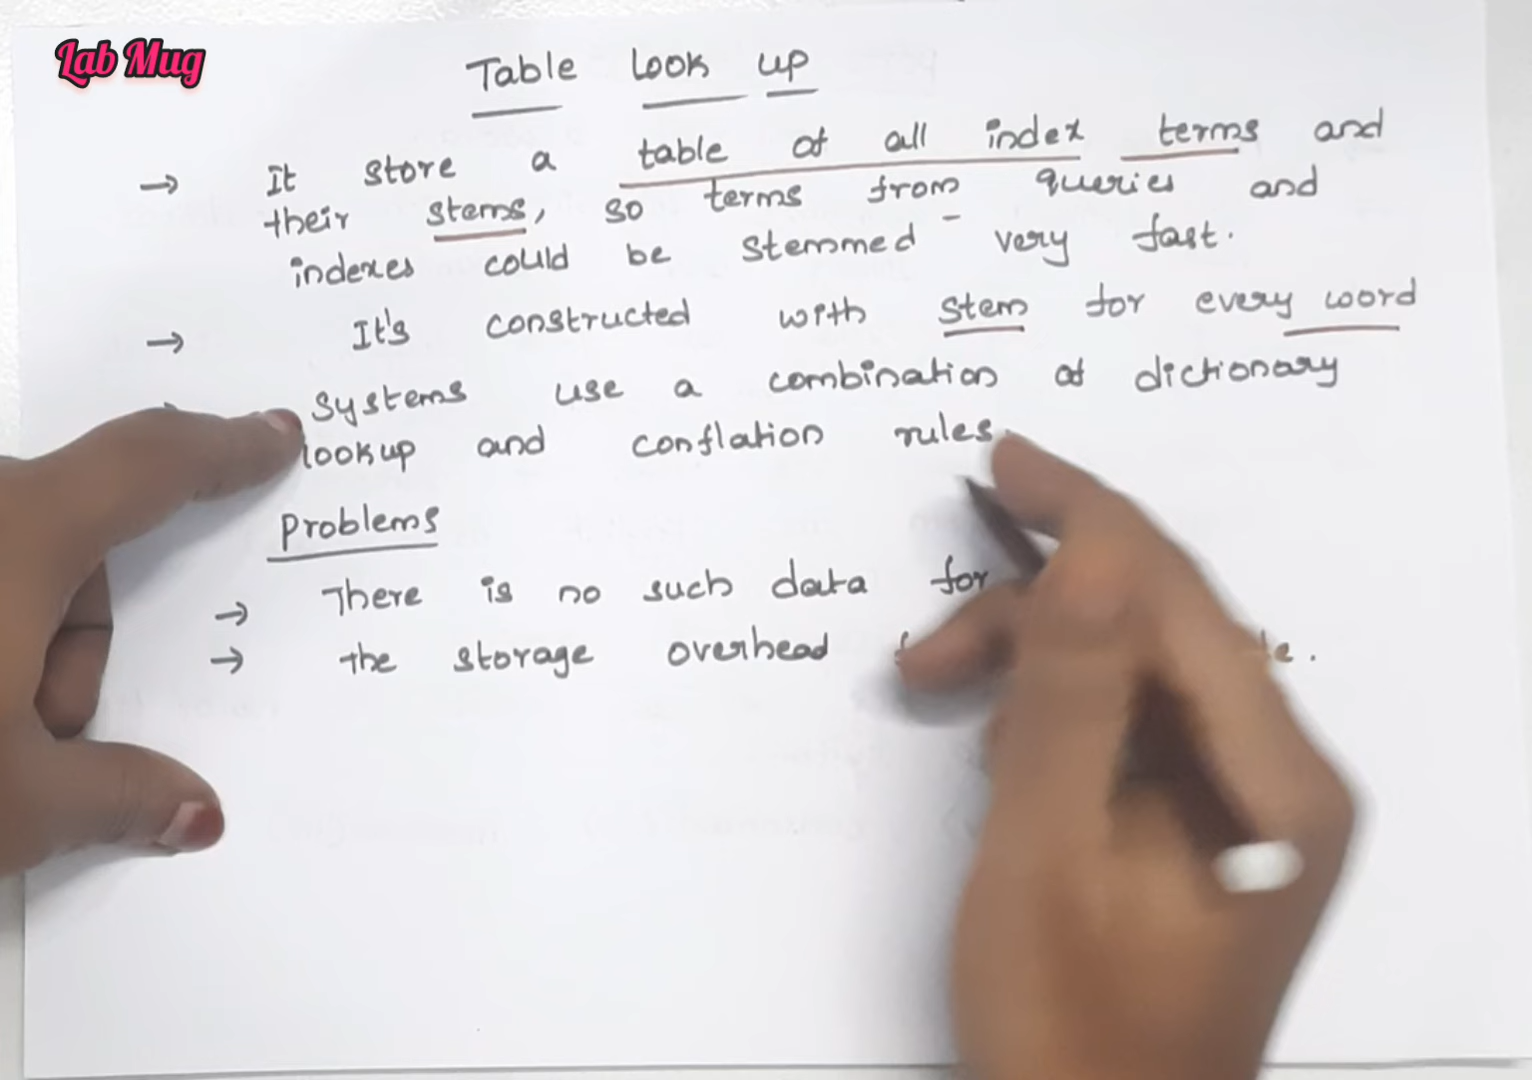 Lab Mug
Table look up
→ It store a table of all index terms and
their stems, so terms from queries and
indexes could be stemmed very fast.
→ It's constructed with stem for every word
systems use a combination of dictionary
lookup and conflation rules.
Problems
→ There is no such data for
→ the storage overhead